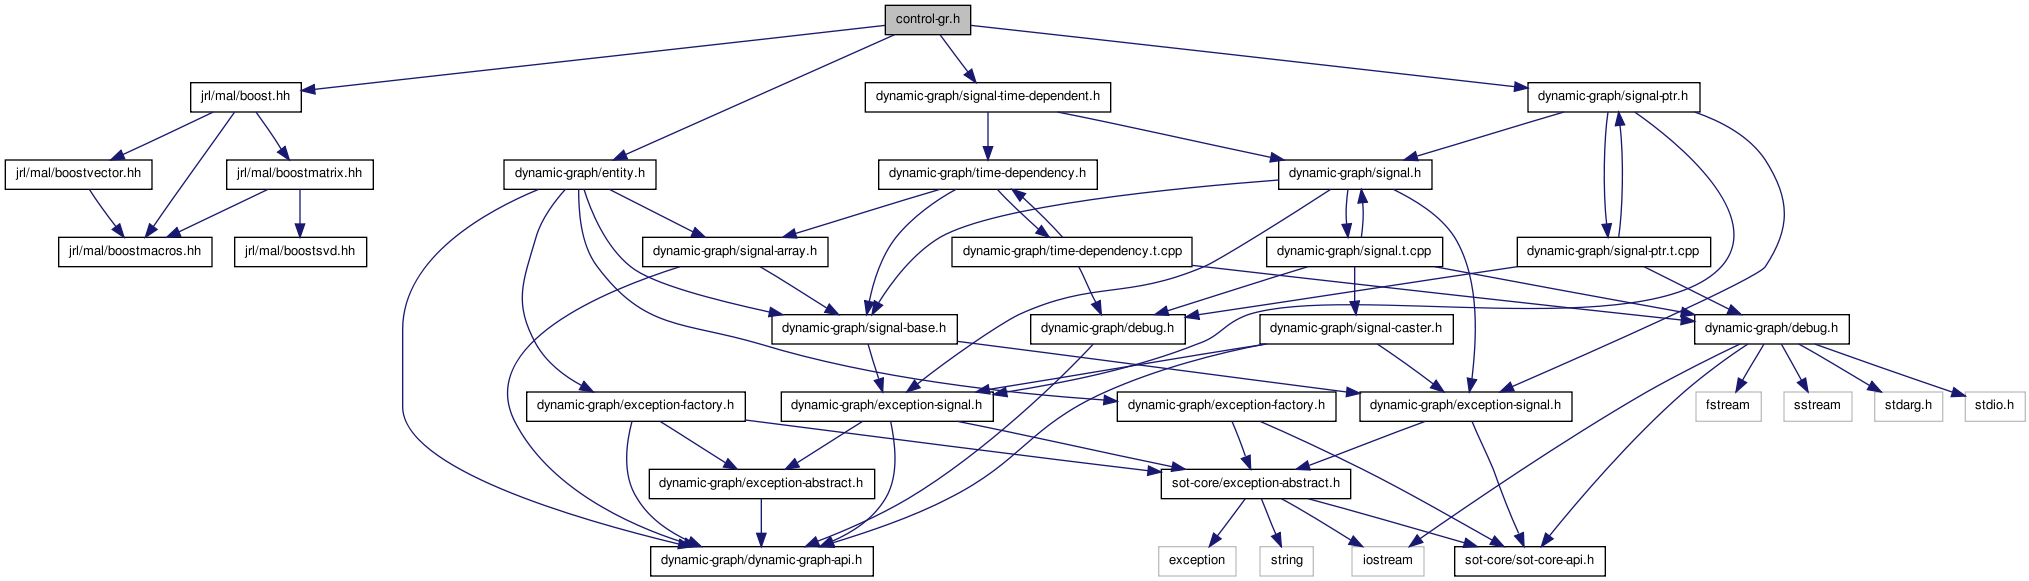 control-gr.h
jrl/mal/boost.hh
dynamic-graph/signal-time-dependent.h
dynamic-graph/signal-ptr.h
jrl/mal/boostvector.hh
jrl/mal/boostmatrix.hh
dynamic-graph/entity.h
dynamic-graph/time-dependency.h
dynamic-graph/signal.h
jrl/mal/boostmacros.hh
jrl/mal/boostsvd.hh
dynamic-graph/signal-array.h
dynamic-graph/time-dependency.t.cpp
dynamic-graph/signal.t.cpp
dynamic-graph/signal-ptr.t.cpp
dynamic-graph/signal-base.h
dynamic-graph/debug.h
dynamic-graph/signal-caster.h
dynamic-graph/debug.h
dynamic-graph/exception-factory.h
dynamic-graph/exception-signal.h
dynamic-graph/exception-factory.h
dynamic-graph/exception-signal.h
fstream
sstream
stdarg.h
stdio.h
dynamic-graph/exception-abstract.h
sot-core/exception-abstract.h
dynamic-graph/dynamic-graph-api.h
exception
string
iostream
sot-core/sot-core-api.h